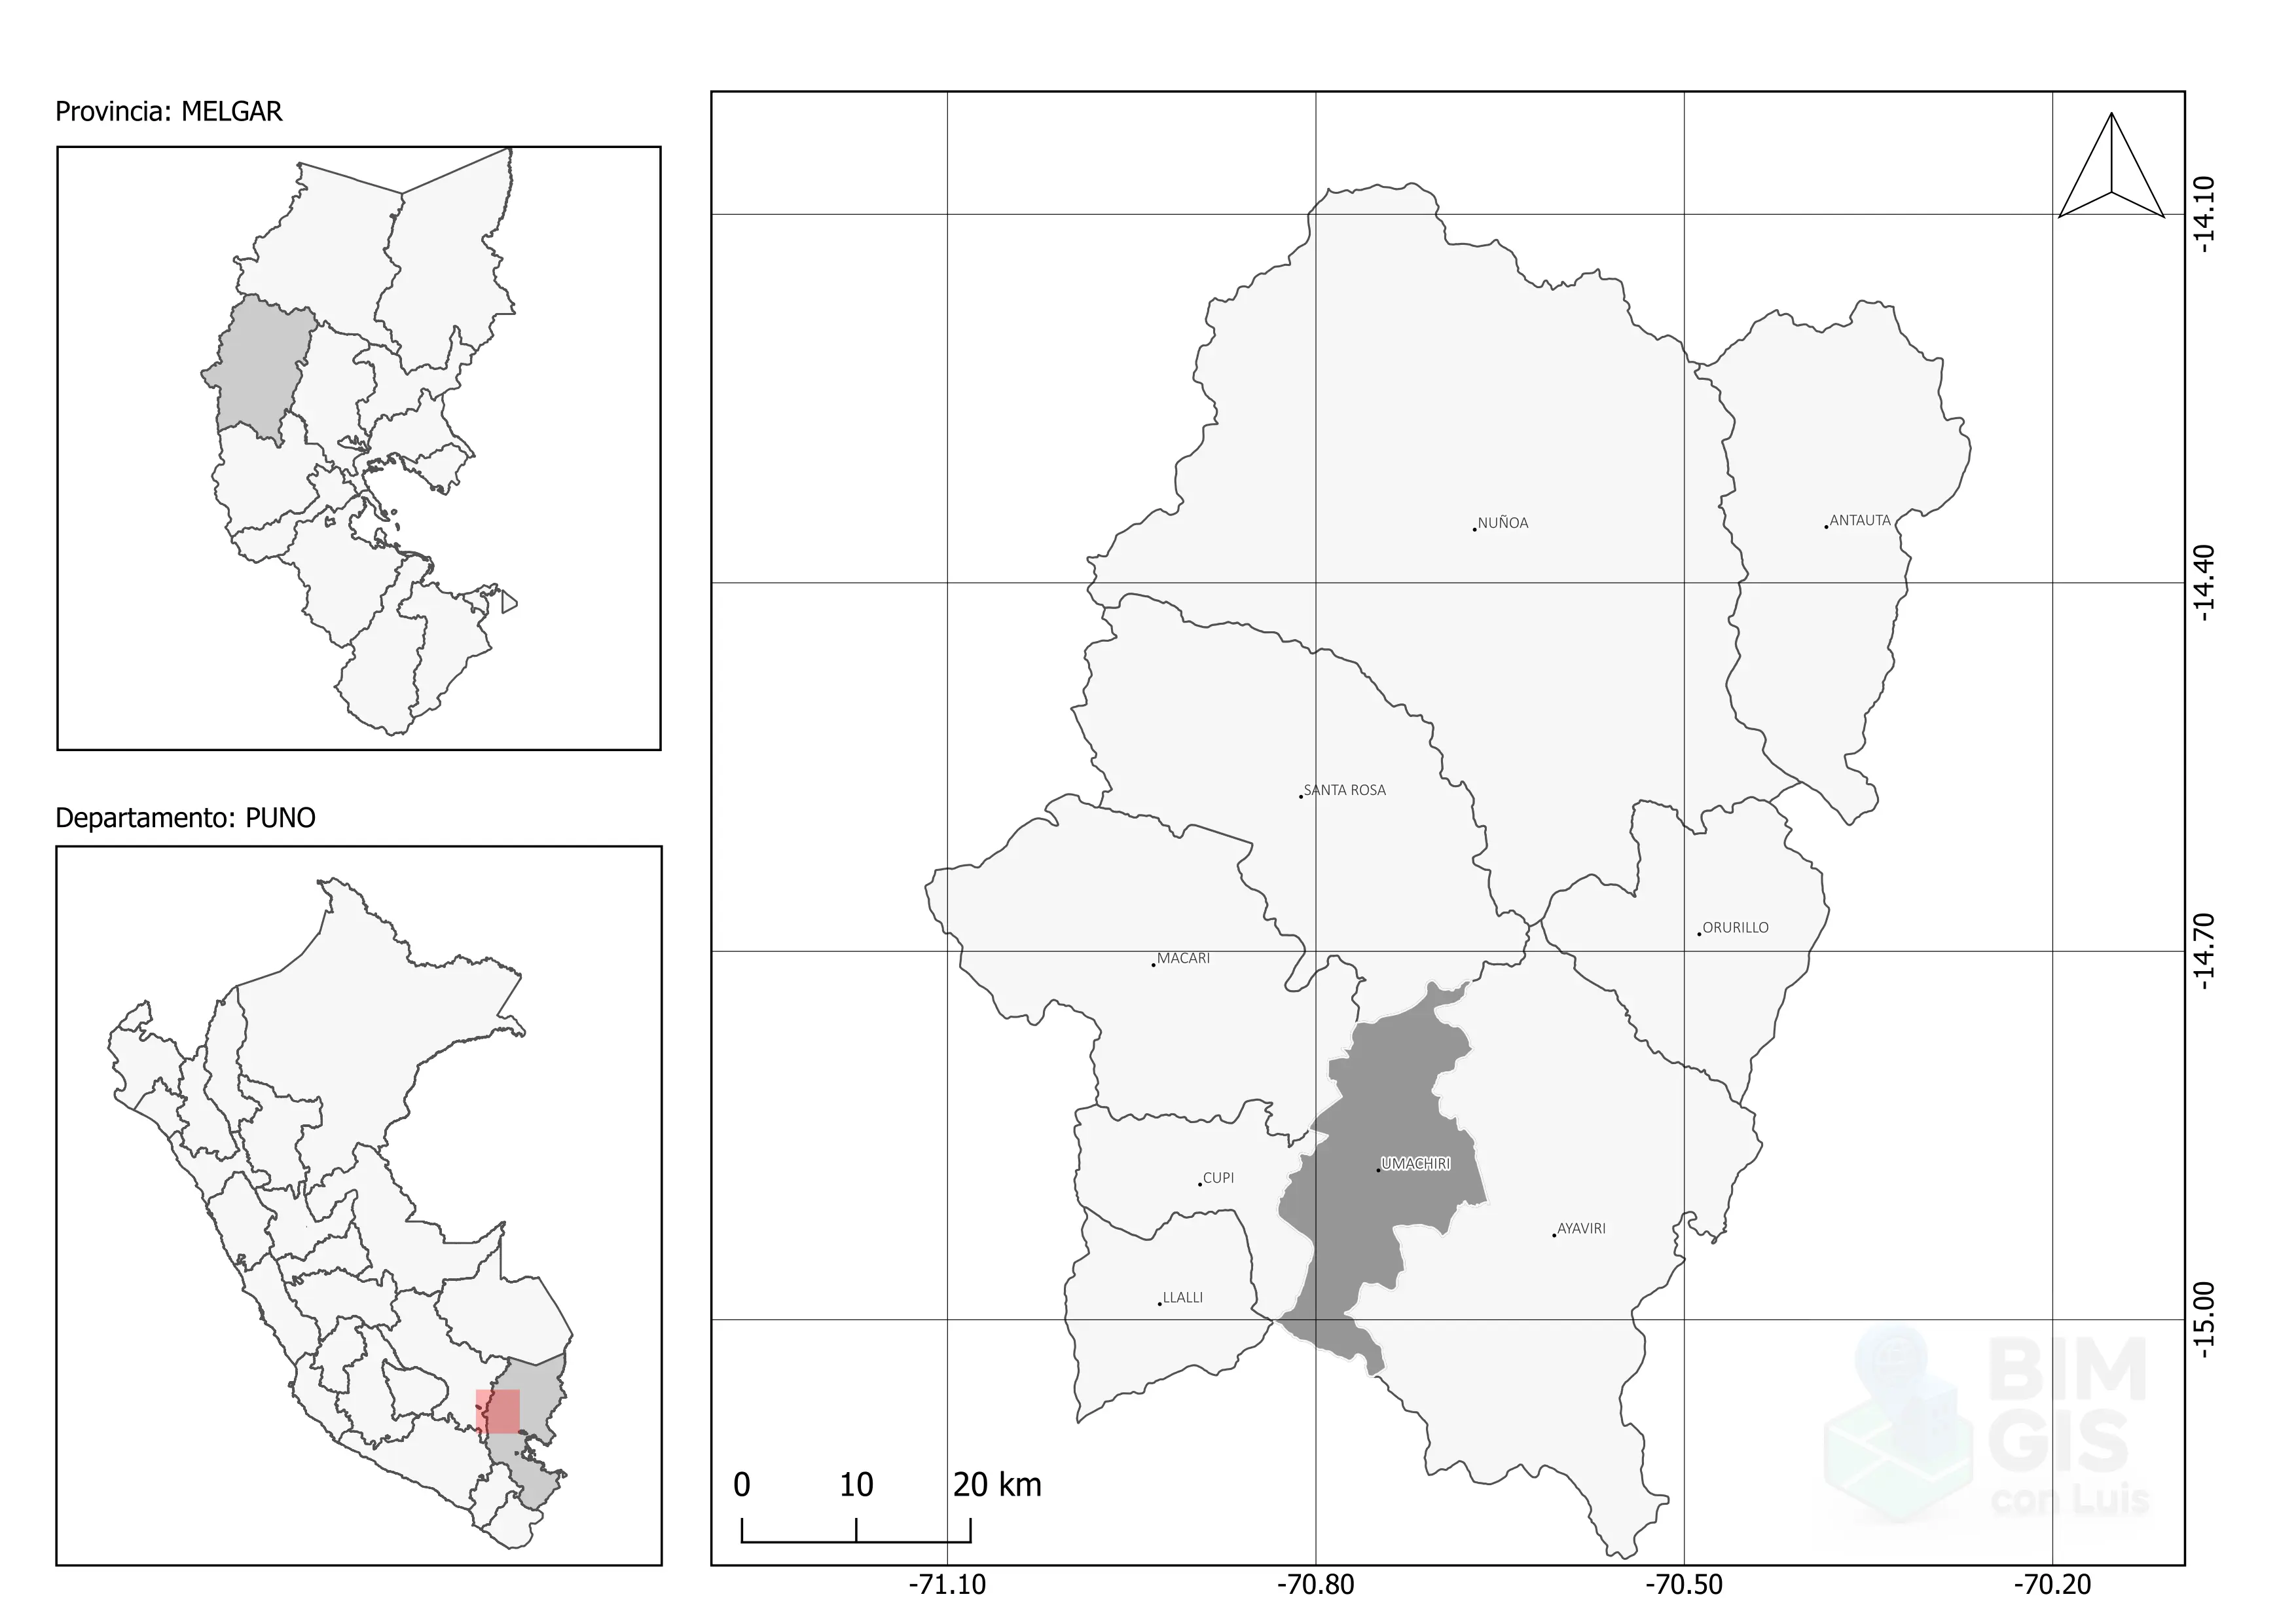 Provincia: MELGAR
Departamento: PUNO
NUÑOA
ANTAUTA
SANTA ROSA
ORURILLO
MACARI
UMACHIRI
CUPI
AYAVIRI
LLALLI
0 10 20 km
-71.10 -70.80 -70.50 -70.20
-14.10
-14.40
-14.70
-15.00
BIM
GIS
con Luis